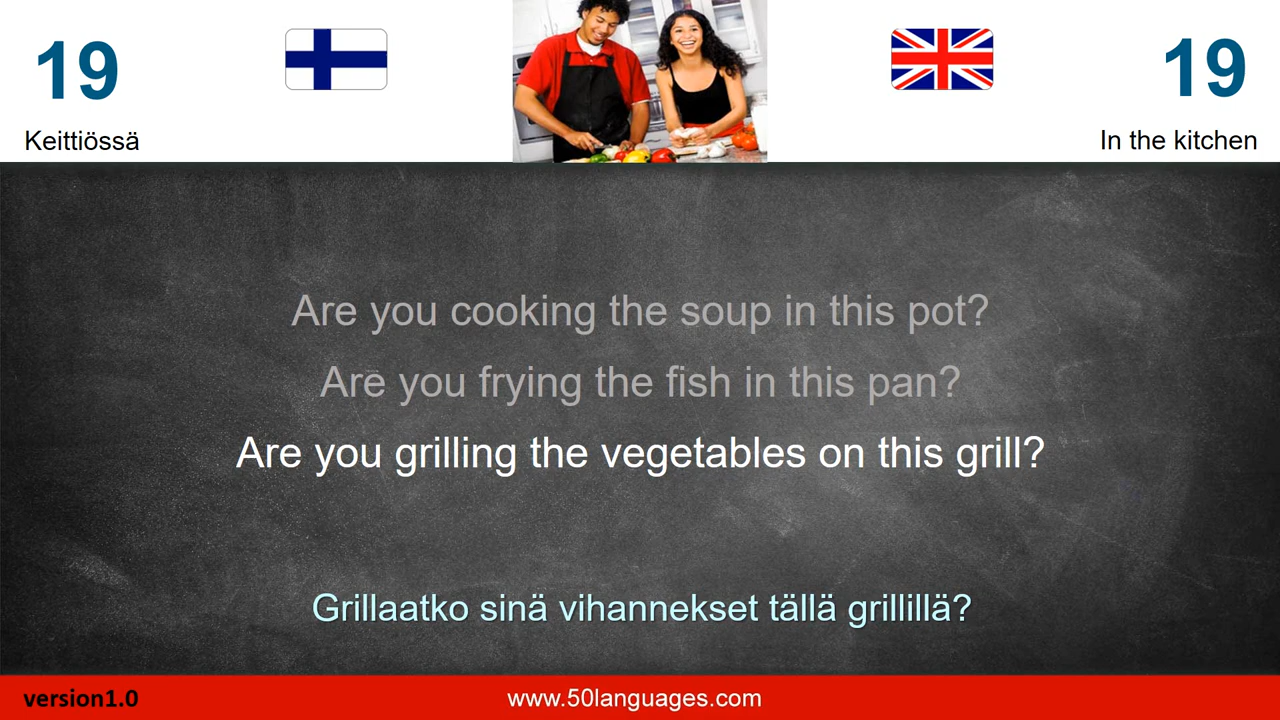 19
19
Keittiössä
In the kitchen
Are you cooking the soup in this pot?
Are you frying the fish in this pan?
Are you grilling the vegetables on this grill?
Grillaatko sinä vihannekset tällä grillillä?
version1.0
www.50languages.com